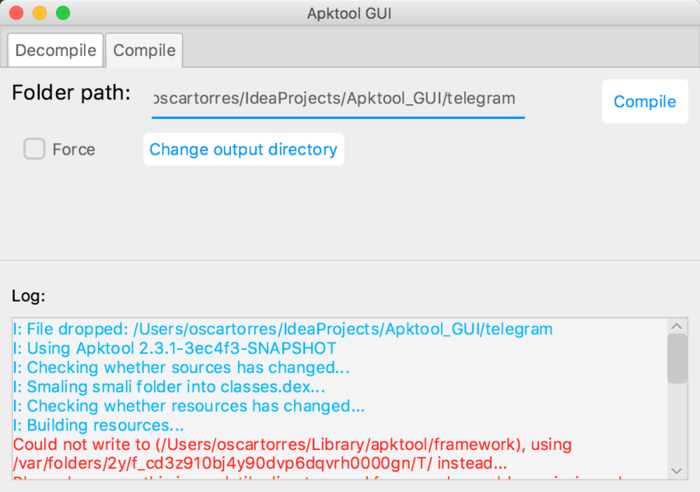 Apktool GUI
Decompile
Compile
Folder path:
oscartorres/IdeaProjects/Apktool_GUI/telegram
Compile
Force
Change output directory
Log:
I: File dropped: /Users/oscartorres/IdeaProjects/Apktool_GUI/telegram
I: Using Apktool 2.3.1-3ec4f3-SNAPSHOT
I: Checking whether sources has changed...
I: Smaling smali folder into classes.dex...
I: Checking whether resources has changed...
I: Building resources...
Could not write to (/Users/oscartorres/Library/apktool/framework), using
/var/folders/2y/f_cd3z910bj4y90dvp6dqvrh0000gn/T/ instead...